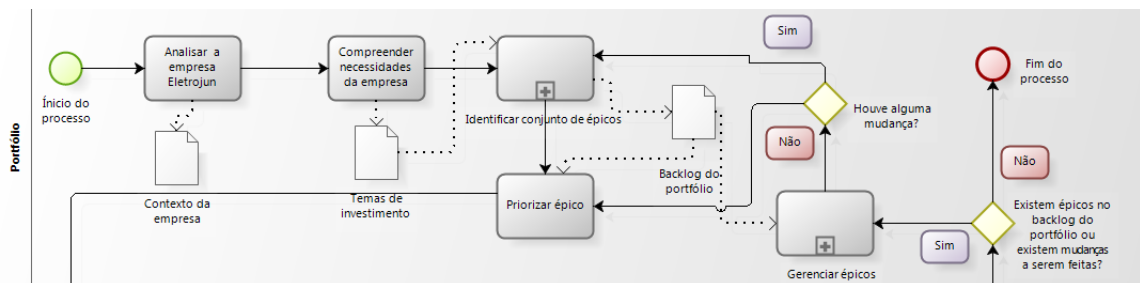 Portfólio
Ínicio do
processo
Analisar a
empresa
Eletrojun
Contexto da
empresa
Compreender
necessidades
da empresa
Temas de
investimento
Identificar conjunto de épicos
Priorizar épico
Backlog do
portfólio
Sim
Houve alguma
mudança?
Não
Gerenciar épicos
Fim do
processo
Não
Existem épicos no
backlog do
portfólio ou
existem mudanças
a serem feitas?
Sim